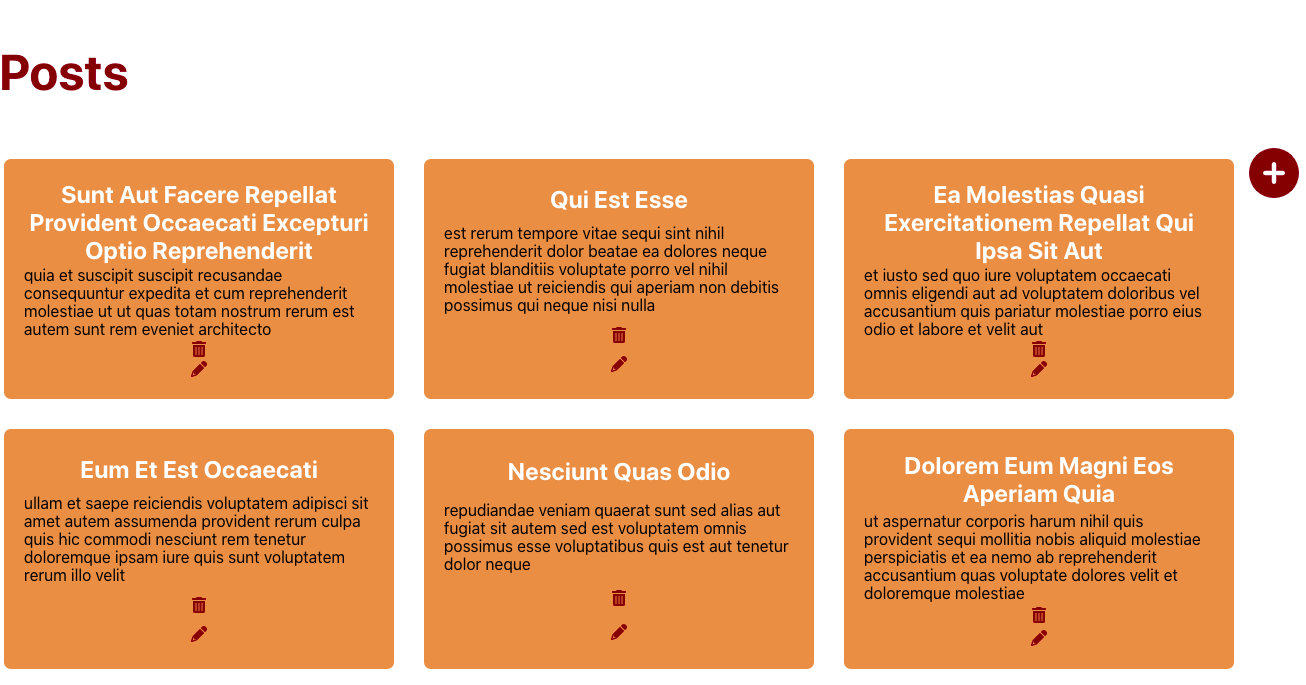 Posts
Sunt Aut Facere Repellat
Provident Occaecati Excepturi
Optio Reprehenderit
quia et suscipit suscipit recusandae
consequuntur expedita et cum reprehenderit
molestiae ut ut quas totam nostrum rerum est
autem sunt rem eveniet architecto
Qui Est Esse
est rerum tempore vitae sequi sint nihil
reprehenderit dolor beatae ea dolores neque
fugiat blanditiis voluptate porro vel nihil
molestiae ut reiciendis qui aperiam non debitis
possimus qui neque nisi nulla
Ea Molestias Quasi
Exercitationem Repellat Qui
Ipsa Sit Aut
et iusto sed quo iure voluptatem occaecati
omnis eligendi aut ad voluptatem doloribus vel
accusantium quis pariatur molestiae porro eius
odio et labore et velit aut
Eum Et Est Occaecati
ullam et saepe reiciendis voluptatem adipisci sit
amet autem assumenda provident rerum culpa
quis hic commodi nesciunt rem tenetur
doloremque ipsam iure quis sunt voluptatem
rerum illo velit
Nesciunt Quas Odio
repudiandae veniam quaerat sunt sed alias aut
fugiat sit autem sed est voluptatem omnis
possimus esse voluptatibus quis est aut tenetur
dolor neque
Dolorem Eum Magni Eos
Aperiam Quia
ut aspernatur corporis harum nihil quis
provident sequi mollitia nobis aliquid molestiae
perspiciatis et ea nemo ab reprehenderit
accusantium quas voluptate dolores velit et
doloremque molestiae